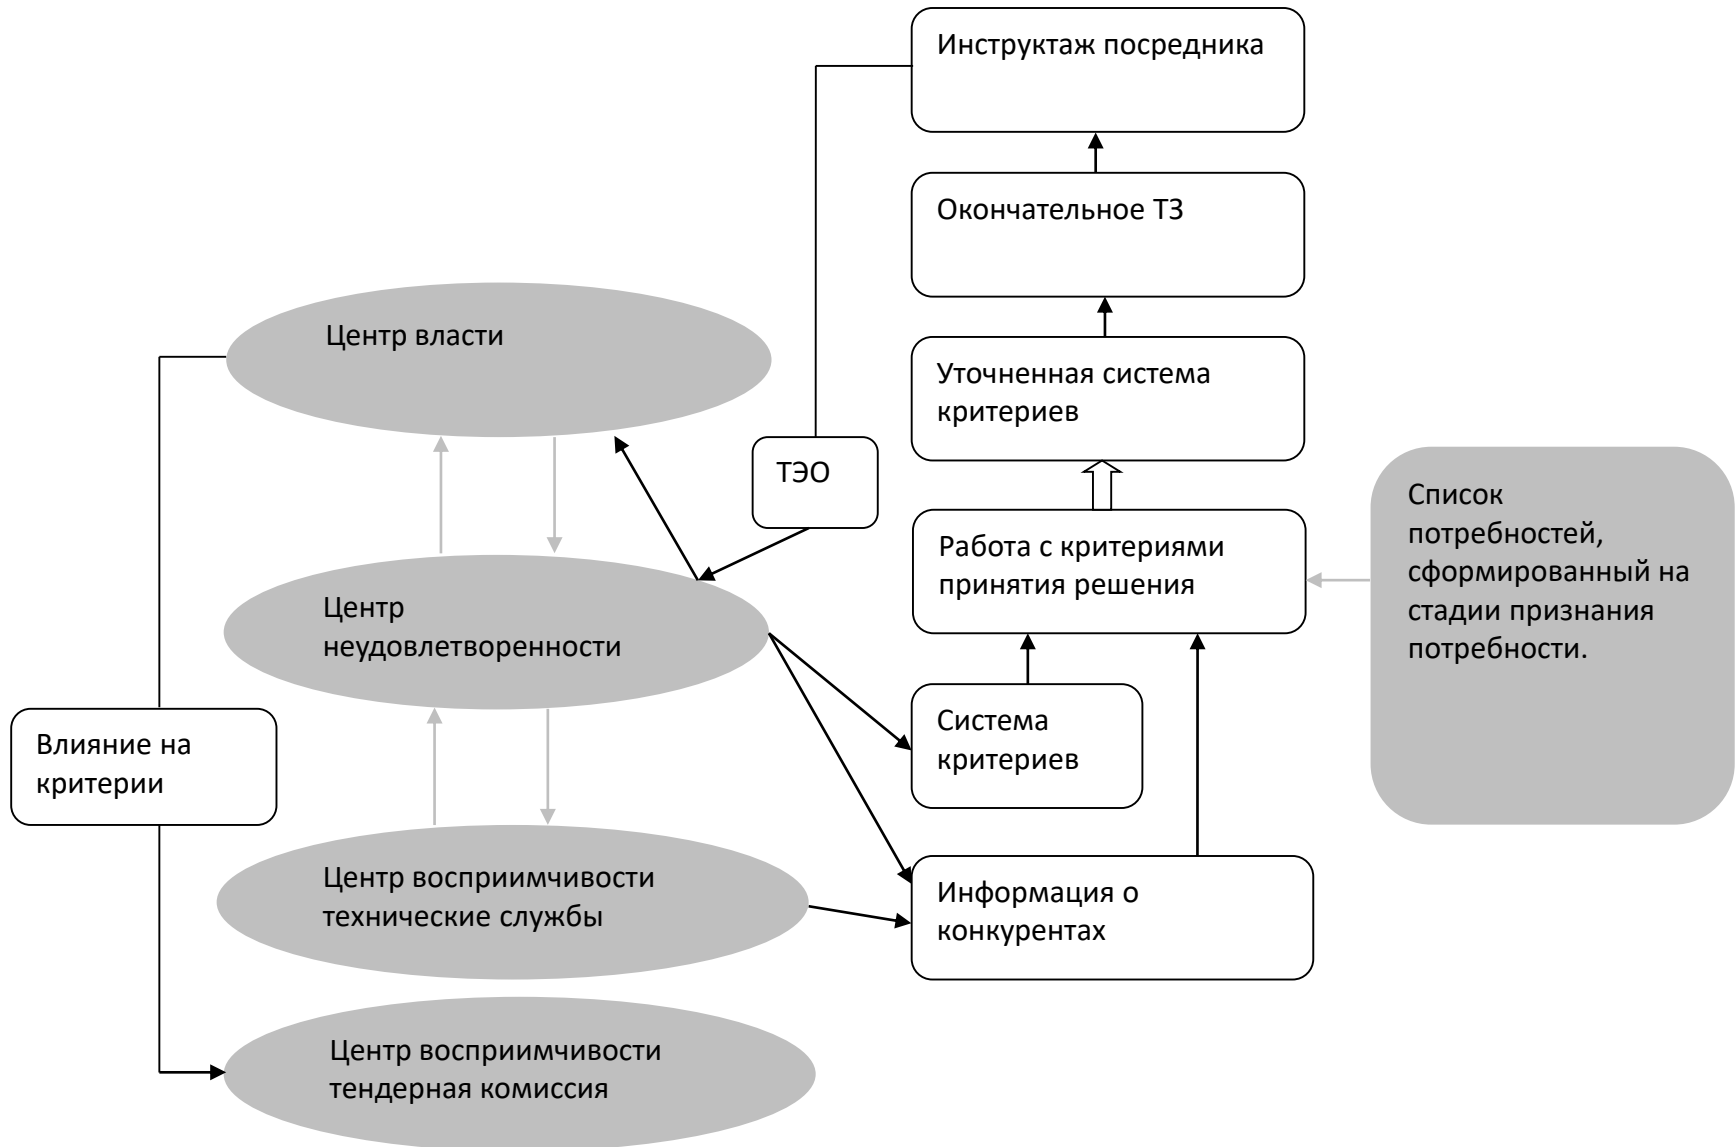 Инструктаж посредника
Окончательное ТЗ
Центр власти
Уточненная система
критериев
ТЭО
Список
потребностей,
сформированный на
стадии признания
потребности.
Работа с критериями
принятия решения
Центр
неудовлетворенности
Система
критериев
Влияние на
критерии
Центр восприимчивости
технические службы
Информация о
конкурентах
Центр восприимчивости
тендерная комиссия